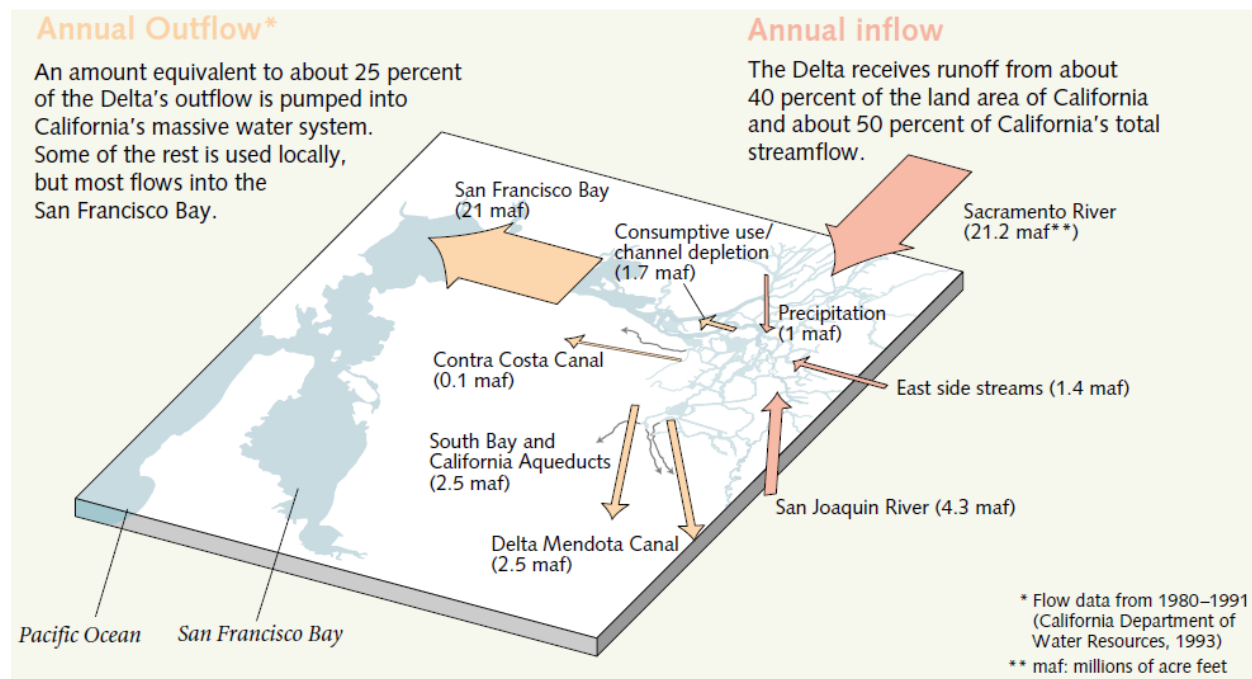 Annual Outflow*
An amount equivalent to about 25 percent
of the Delta's outflow is pumped into
California's massive water system.
Some of the rest is used locally,
but most flows into the
San Francisco Bay.
Annual inflow
The Delta receives runoff from about
40 percent of the land area of California
and about 50 percent of California's total
streamflow.
San Francisco Bay
(21 maf)
Consumptive use/
channel depletion
(1.7 maf)
Sacramento River
(21.2 maf**)
Precipitation
(1 maf)
Contra Costa Canal
(0.1 maf)
East side streams (1.4 maf)
South Bay and
California Aqueducts
(2.5 maf)
San Joaquin River (4.3 maf)
Delta Mendota Canal
(2.5 maf)
Pacific Ocean
San Francisco Bay
* Flow data from 1980–1991
(California Department of
Water Resources, 1993)
** maf: millions of acre feet